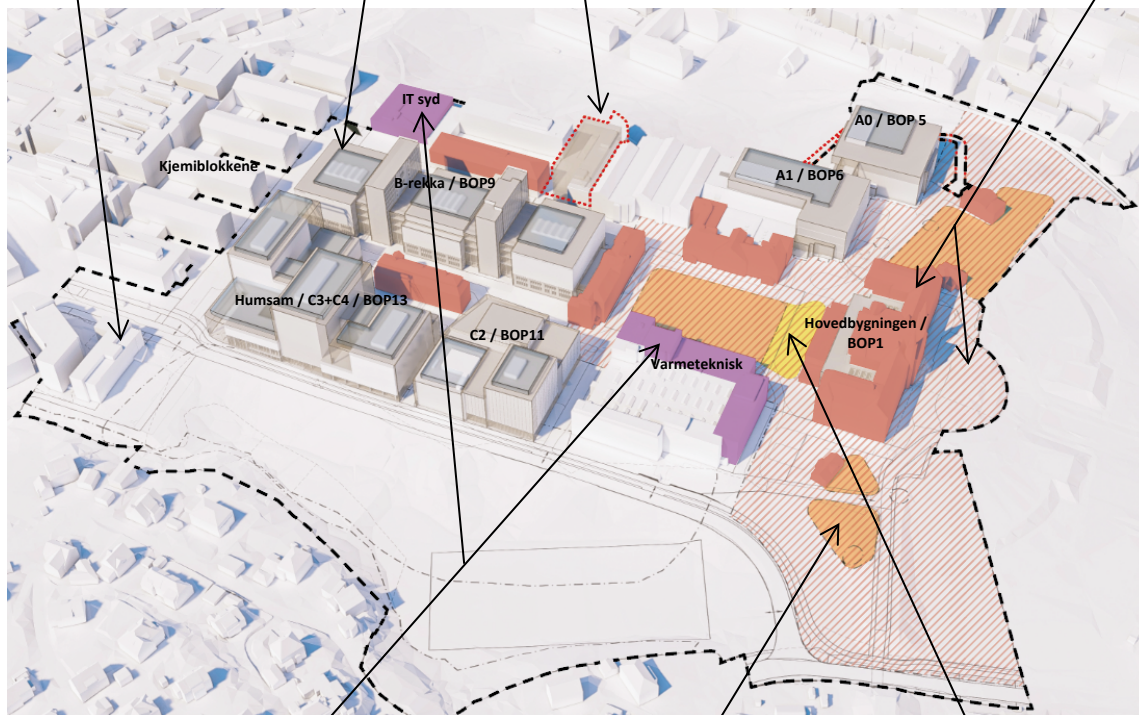 IT syd
A0 / BOP 5
Kjemiblokkene
B-rekka / BOP9
A1 / BOP6
Humsam / C3+C4 / BOP13
C2 / BOP11
Hovedbygningen /
BOP1
Varmeteknisk